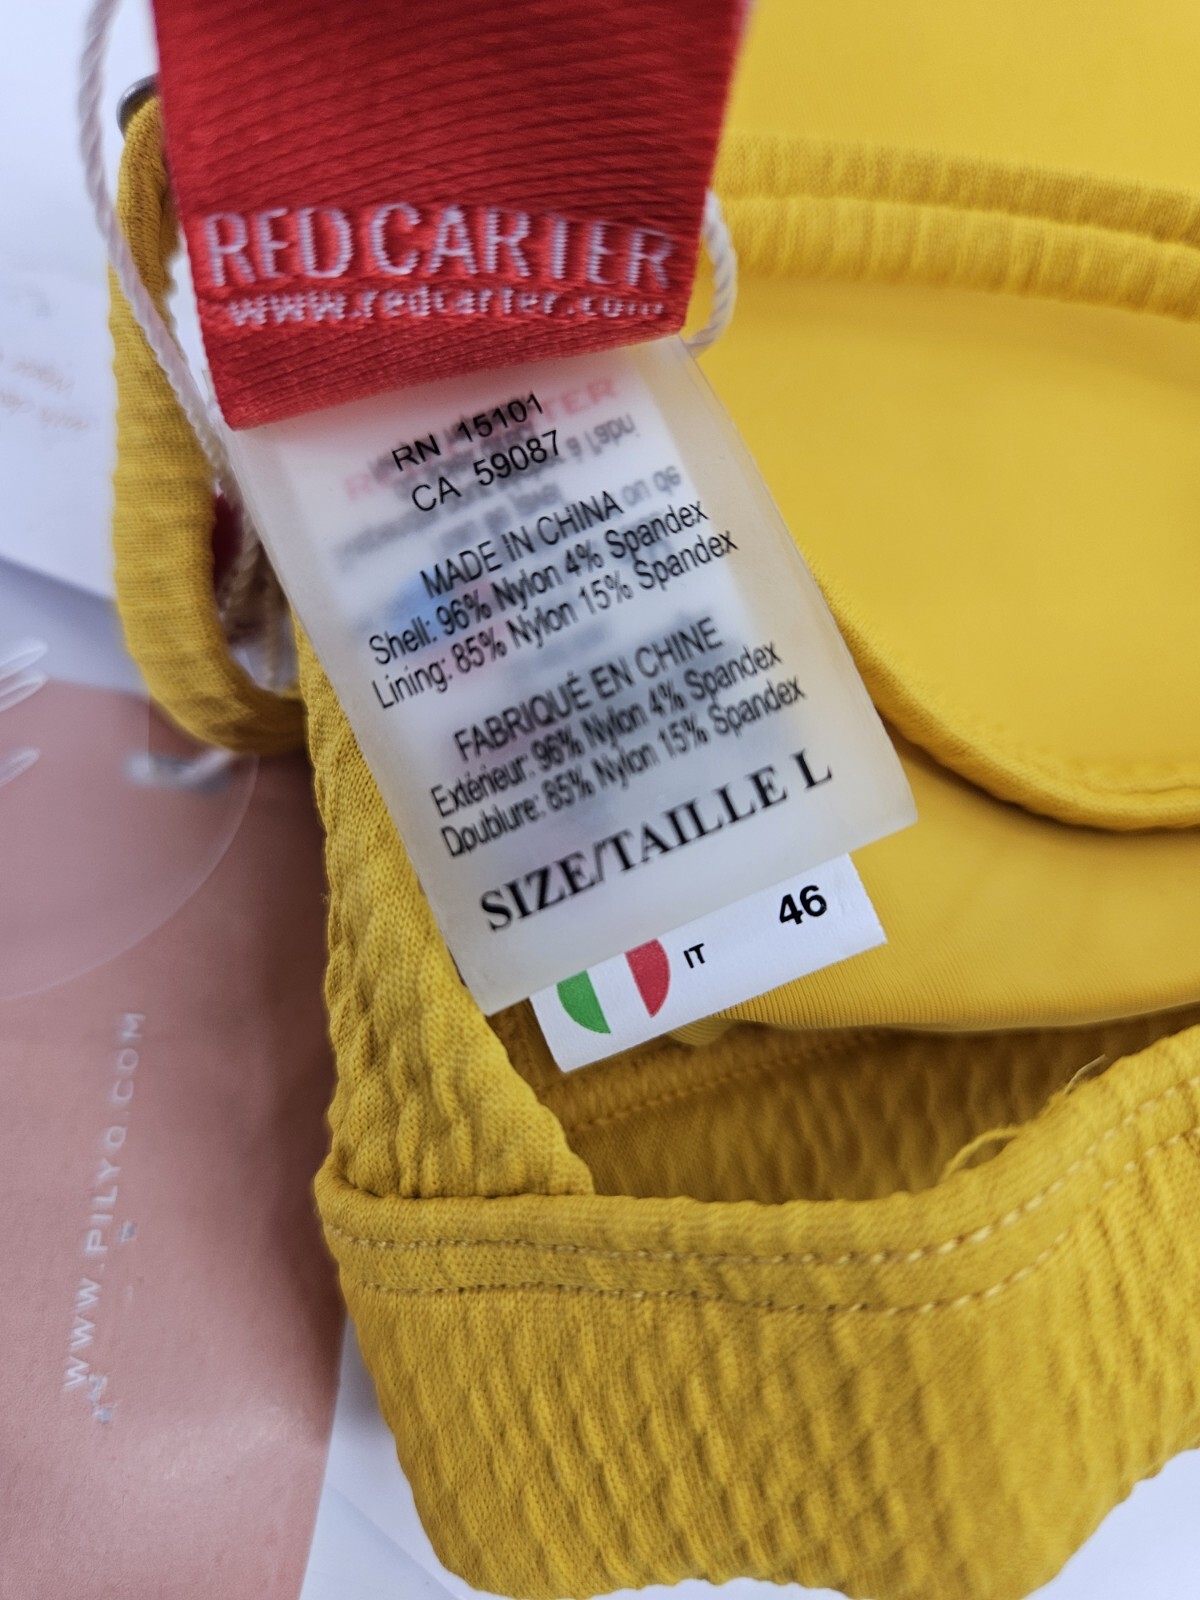 RED CARTER
www.redcarter.com
RN 15101
CA 59087
MADE IN CHINA
Shell: 96% Nylon 4% Spandex
Lining: 85% Nylon 15% Spandex
FABRIQUÉ EN CHINE
Extérieur: 96% Nylon 4% Spandex
Doublure: 85% Nylon 15% Spandex
SIZE/TAILLE L
IT 46
WWW.PILYQ.COM